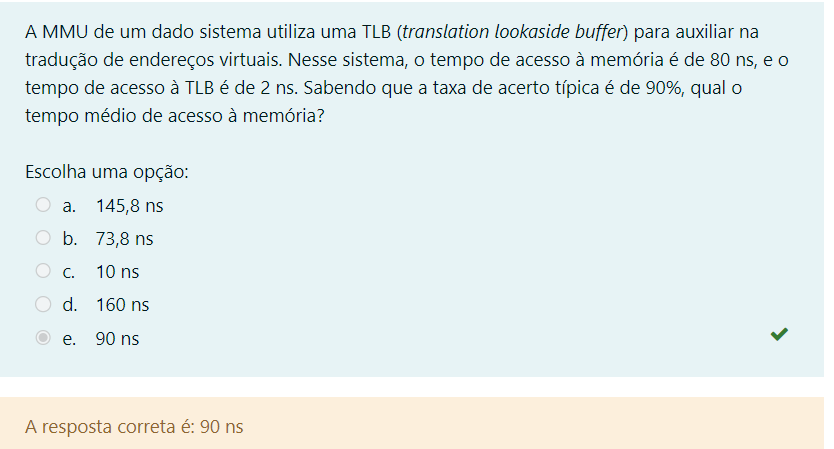 A MMU de um dado sistema utiliza uma TLB (translation lookaside buffer) para auxiliar na
tradução de endereços virtuais. Nesse sistema, o tempo de acesso à memória é de 80 ns, e o
tempo de acesso à TLB é de 2 ns. Sabendo que a taxa de acerto típica é de 90%, qual o
tempo médio de acesso à memória?
Escolha uma opção:
a. 145,8 ns
b. 73,8 ns
c. 10 ns
d. 160 ns
e. 90 ns
A resposta correta é: 90 ns